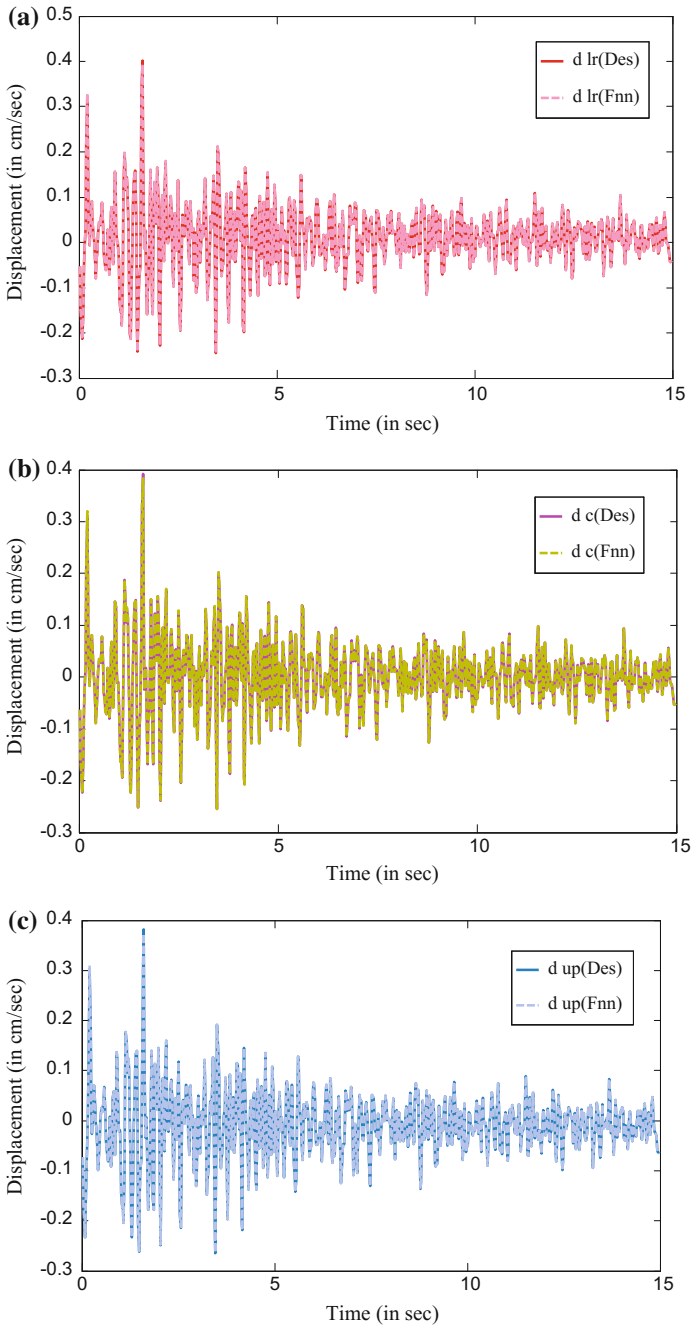 (a)
0.5
0.4
0.3
0.2
0.1
0
-0.1
-0.2
-0.3
Displacement (in cm/sec)
d lr(Des)
d lr(Fnn)
0
5
10
15
Time (in sec)
(b)
0.4
0.3
0.2
0.1
0
-0.1
-0.2
-0.3
Displacement (in cm/sec)
d c(Des)
d c(Fnn)
0
5
10
15
Time (in sec)
(c)
0.4
0.3
0.2
0.1
0
-0.1
-0.2
-0.3
Displacement (in cm/sec)
d up(Des)
d up(Fnn)
0
5
10
15
Time (in sec)